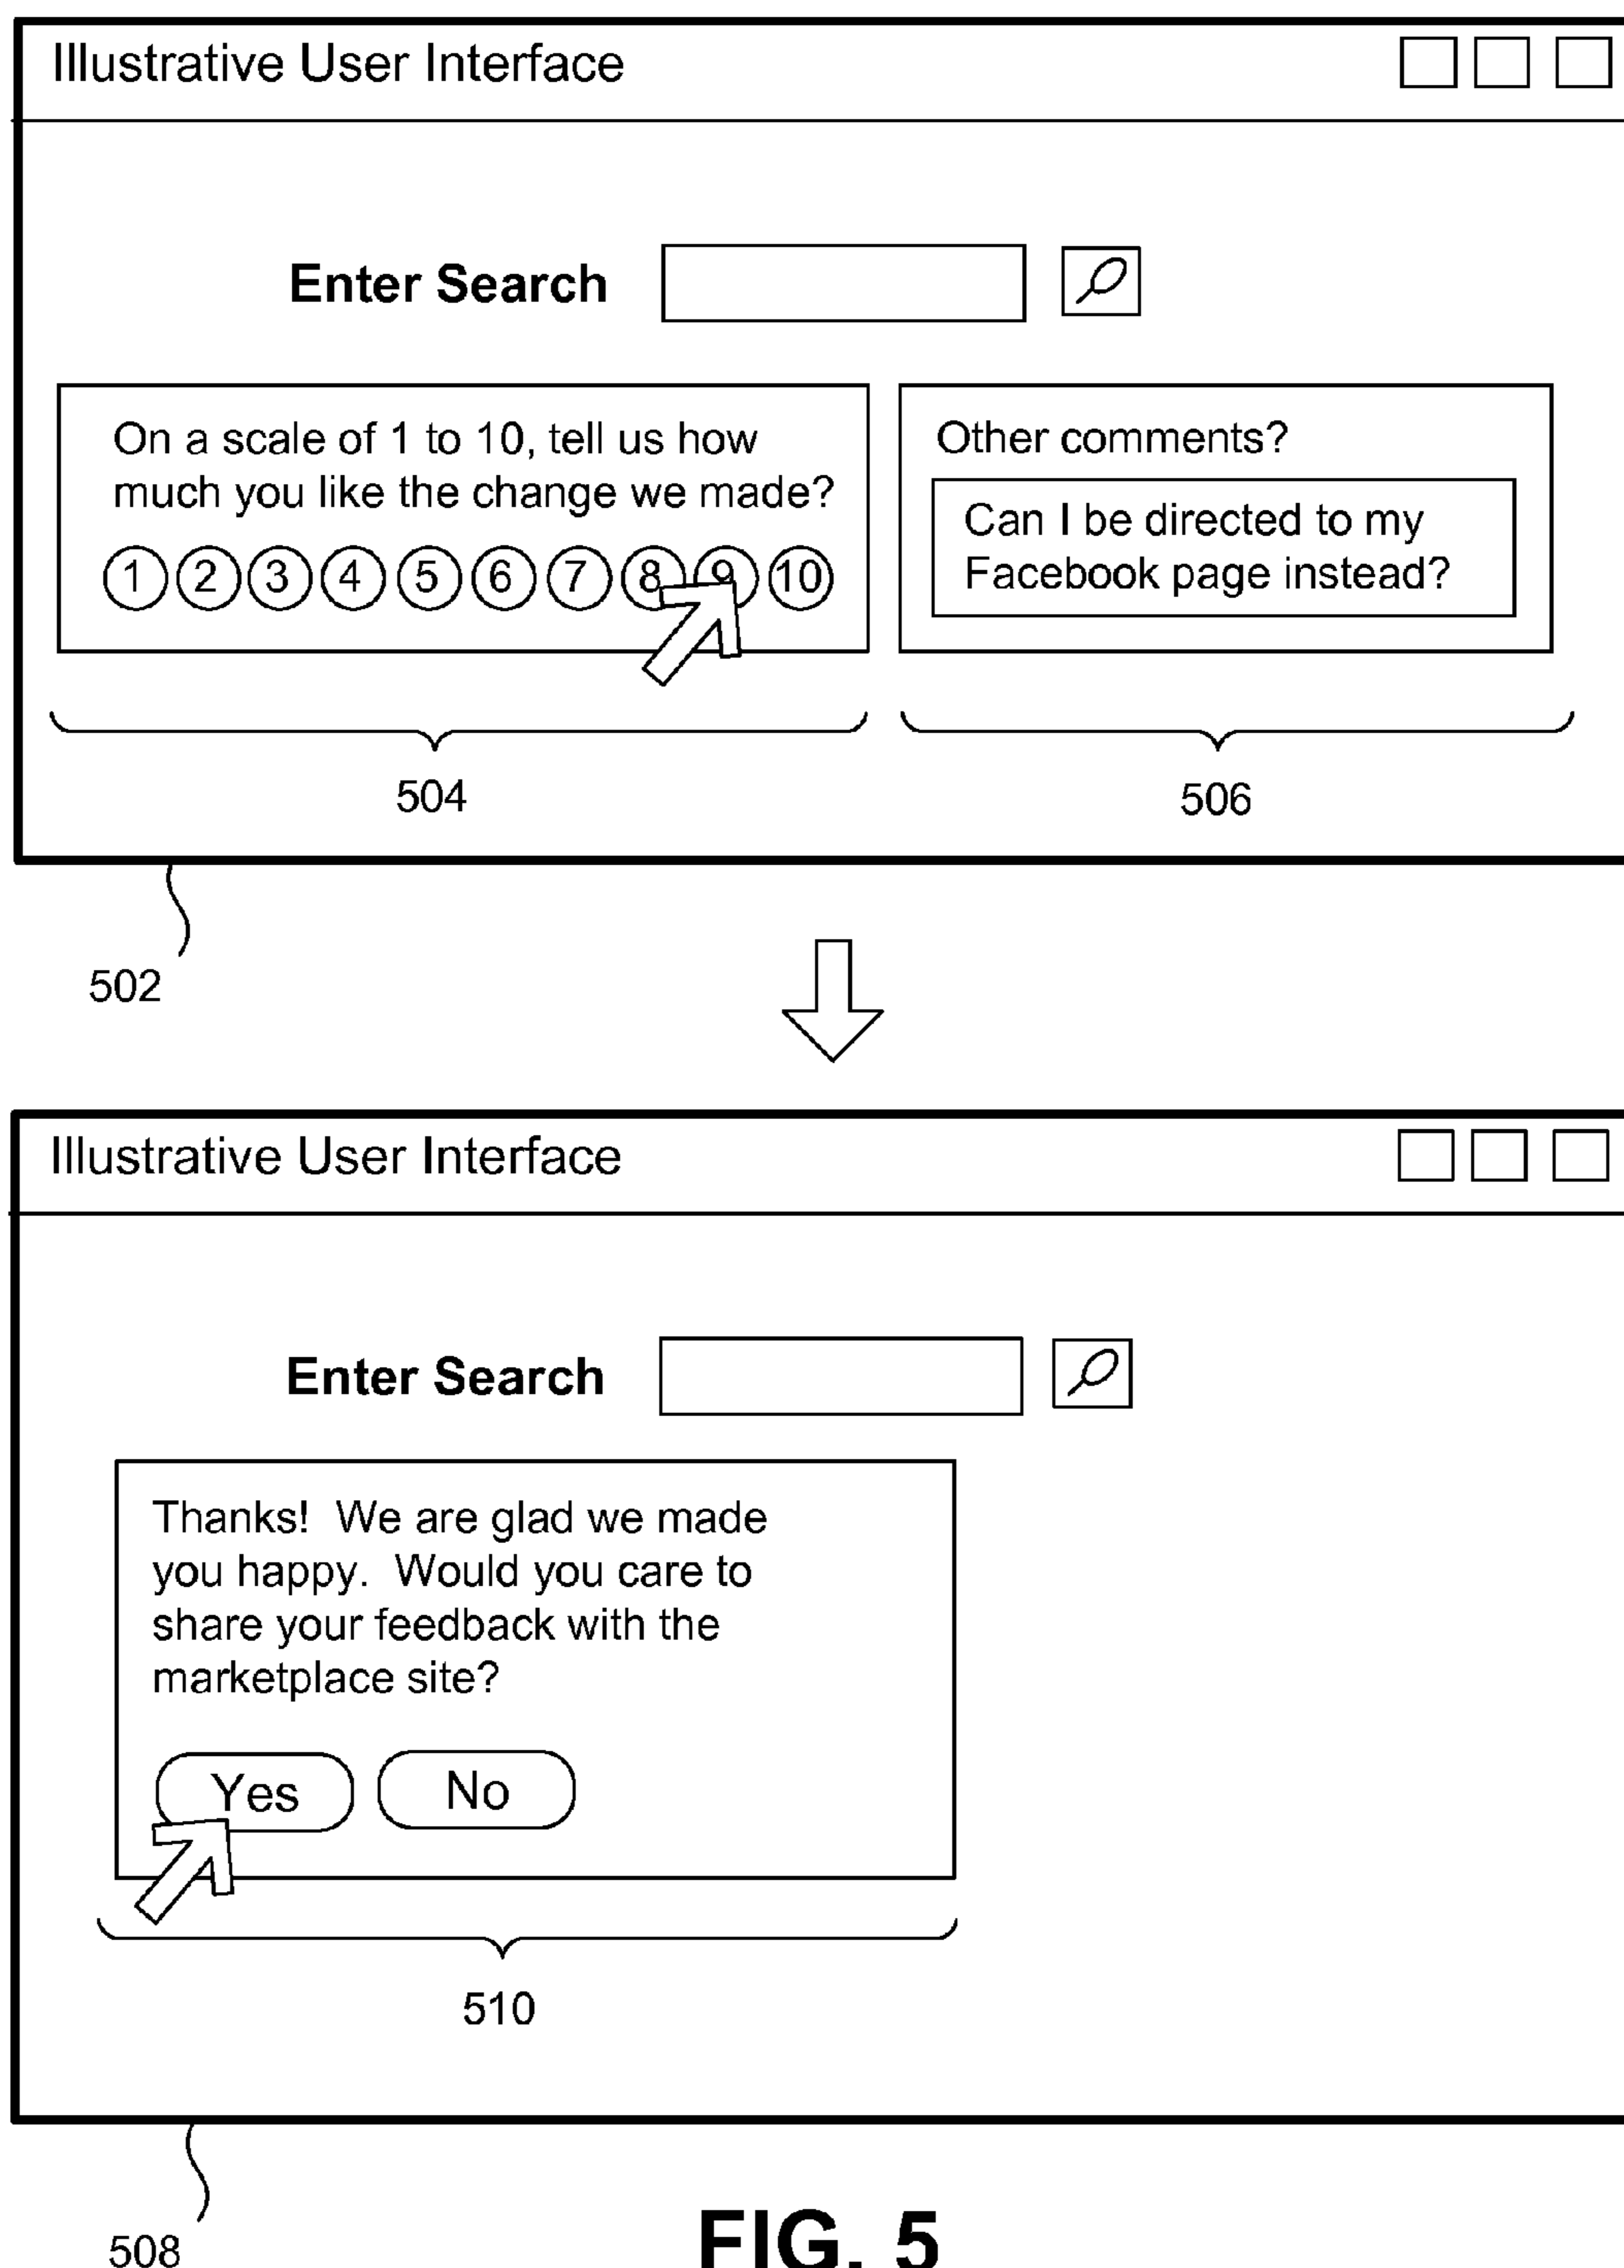 Illustrative User Interface
Enter Search
On a scale of 1 to 10, tell us how
much you like the change we made?
1 2 3 4 5 6 7 8 9 10
Other comments?
Can I be directed to my
Facebook page instead?
504
506
502
Illustrative User Interface
Enter Search
Thanks! We are glad we made
you happy. Would you care to
share your feedback with the
marketplace site?
Yes No
510
508
FIG. 5